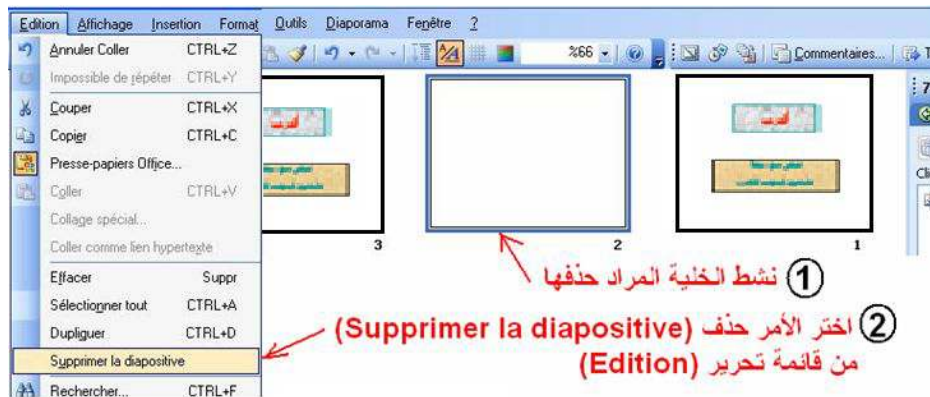 Edition Affichage Insertion Format Outils Diaporama Fenêtre ?
Annuler Coller CTRL+Z
Impossible de répéter CTRL+Y
Couper CTRL+X
Copier CTRL+C
Presse-papiers Office...
Coller CTRL+V
Collage spécial...
Coller comme lien hypertexte
Effacer Suppr
Sélectionner tout CTRL+A
Dupliquer CTRL+D
Supprimer la diapositive
Rechercher... CTRL+F
%66
Commentaires...
3
2
1
① نشط الخلية المراد حذفها
② اختر الأمر حذف (Supprimer la diapositive)
من قائمة تحرير (Edition)